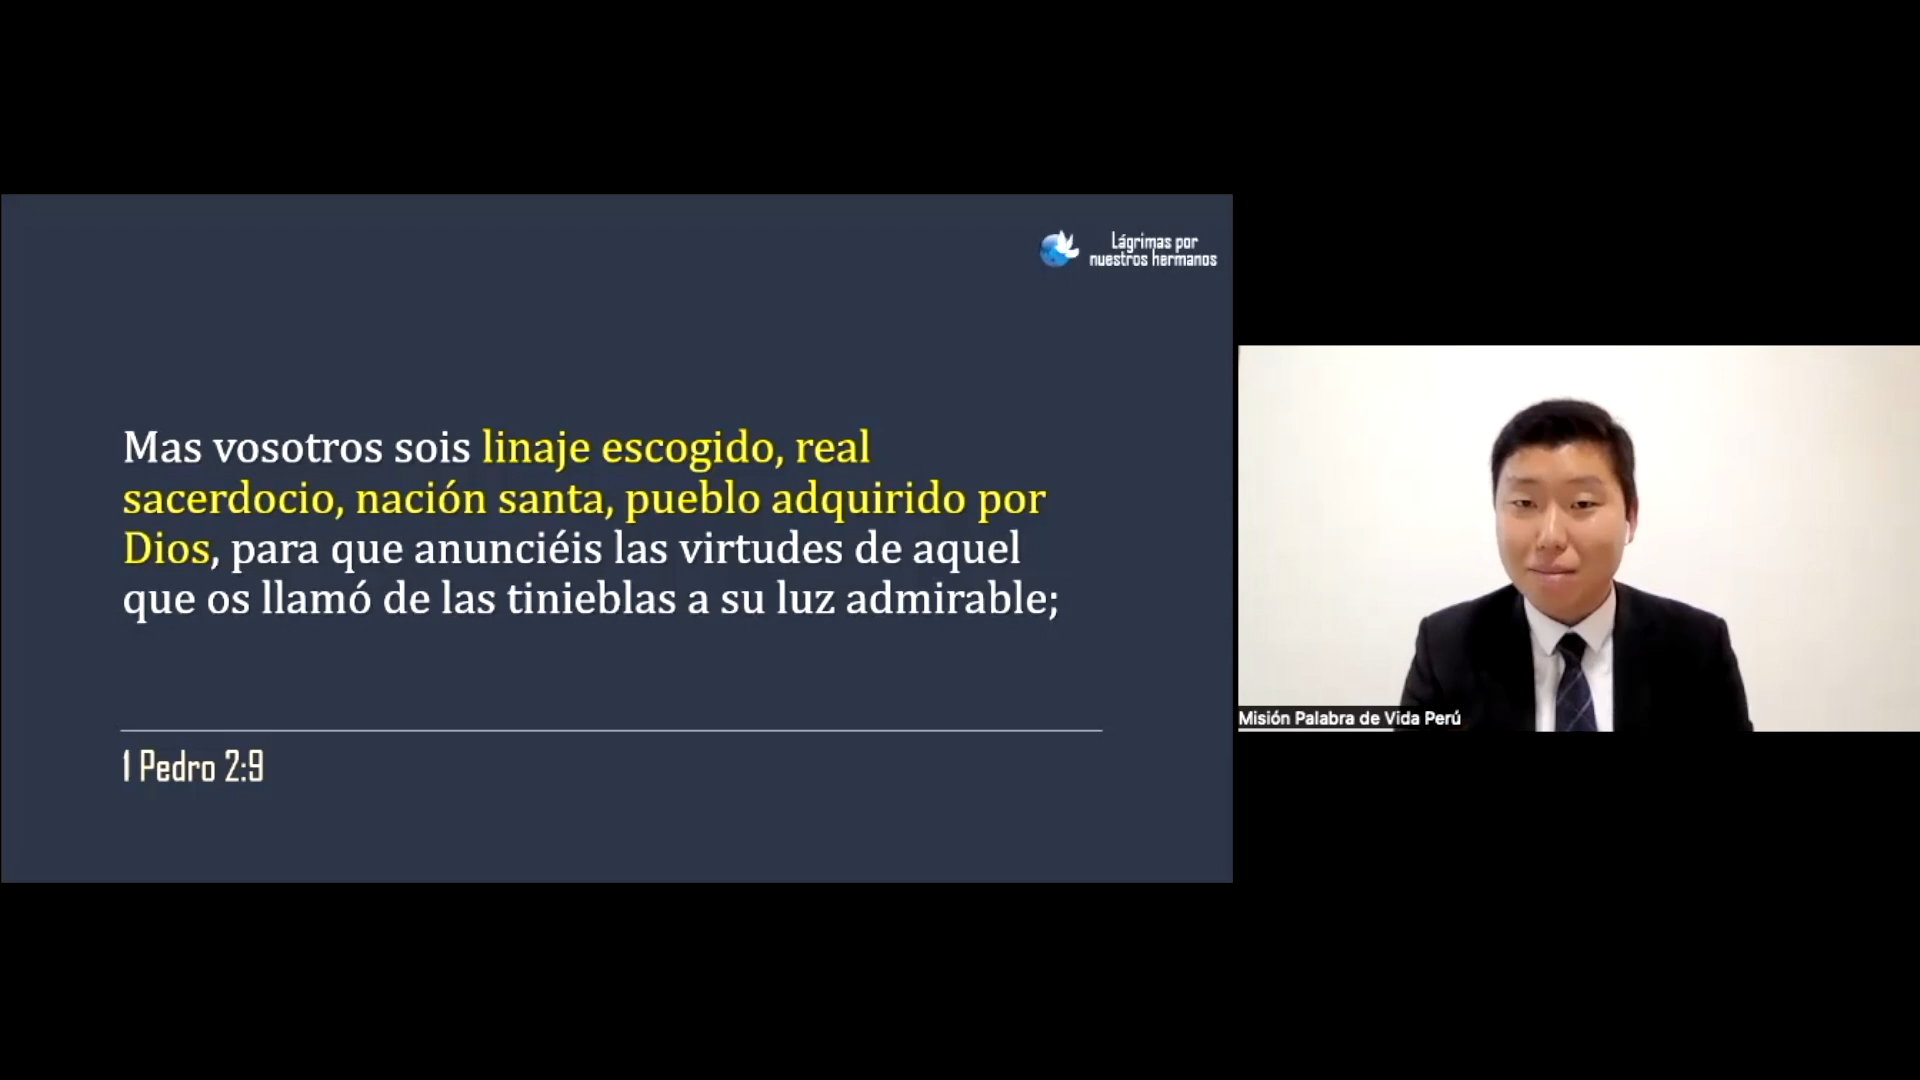 Lágrimas por
nuestros hermanos
Mas vosotros sois linaje escogido, real
sacerdocio, nación santa, pueblo adquirido por
Dios, para que anunciéis las virtudes de aquel
que os llamó de las tinieblas a su luz admirable;
1 Pedro 2:9
Misión Palabra de Vida Perú